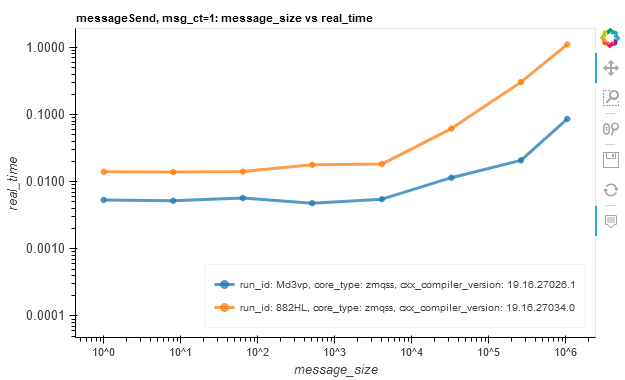 messageSend, msg_ct=1: message_size vs real_time
1.0000
0.1000
0.0100
0.0010
0.0001
real_time
run_id: Md3vp, core_type: zmqss, cxx_compiler_version: 19.16.27026.1
run_id: 882HL, core_type: zmqss, cxx_compiler_version: 19.16.27034.0
10^0 10^1 10^2 10^3 10^4 10^5 10^6
message_size